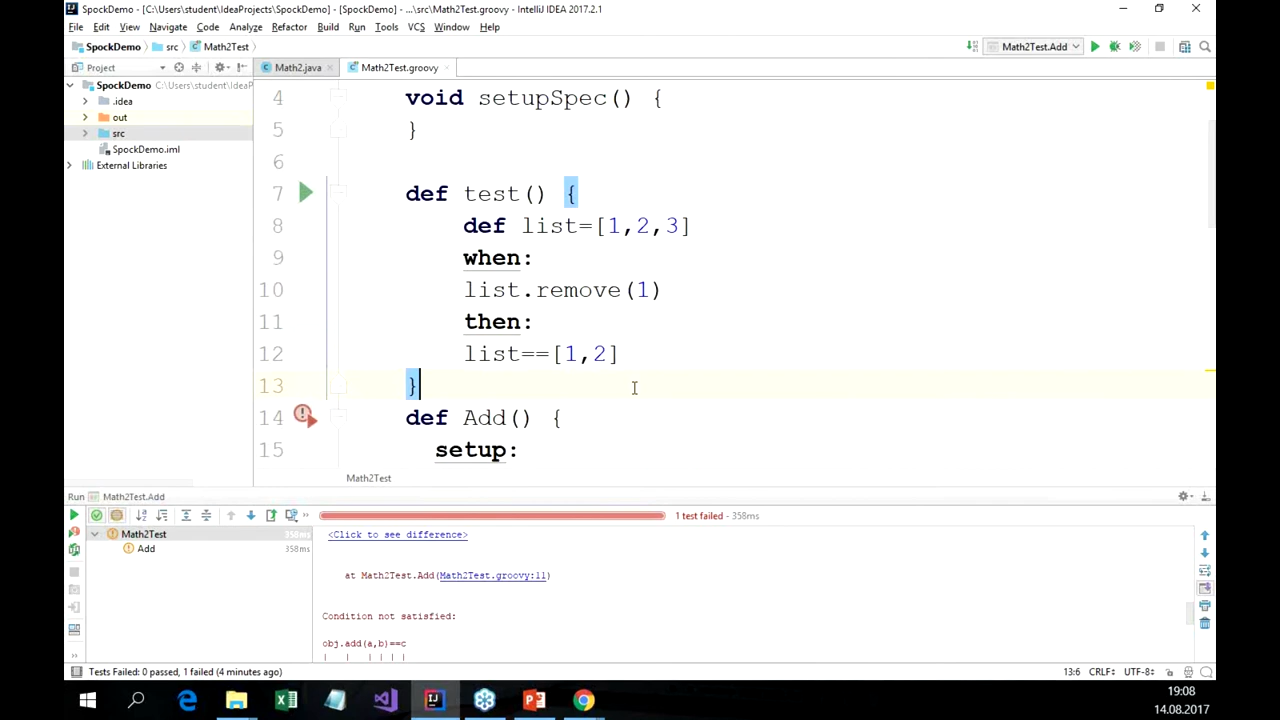 SpockDemo - [C:\Users\student\IdeaProjects\SpockDemo] - [SpockDemo] - ...\src\Math2Test.groovy - IntelliJ IDEA 2017.2.1
File Edit View Navigate Code Analyze Refactor Build Run Tools VCS Window Help
SpockDemo src Math2Test Math2Test.Add
Project Math2.java Math2Test.groovy
SpockDemo C:\Users\student\IdeaP
.idea
out
src
SpockDemo.iml
External Libraries
4 void setupSpec() {
5 }
6
7 def test() {
8 def list=[1,2,3]
9 when:
10 list.remove(1)
11 then:
12 list==[1,2]
13 }
14 def Add() {
15 setup:
Math2Test
Run Math2Test.Add
1 test failed - 358ms
Math2Test 358ms
Add 358ms
<Click to see difference>
at Math2Test.Add(Math2Test.groovy:11)
Condition not satisfied:
obj.add(a,b)==c
| | | | | |
Tests Failed: 0 passed, 1 failed (4 minutes ago) 13:6 CRLF UTF-8
19:08
14.08.2017